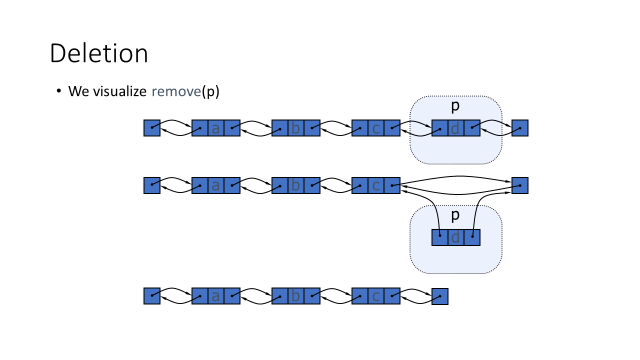 Deletion
• We visualize remove(p)
p
a b c d
a b c
p
d
a b c